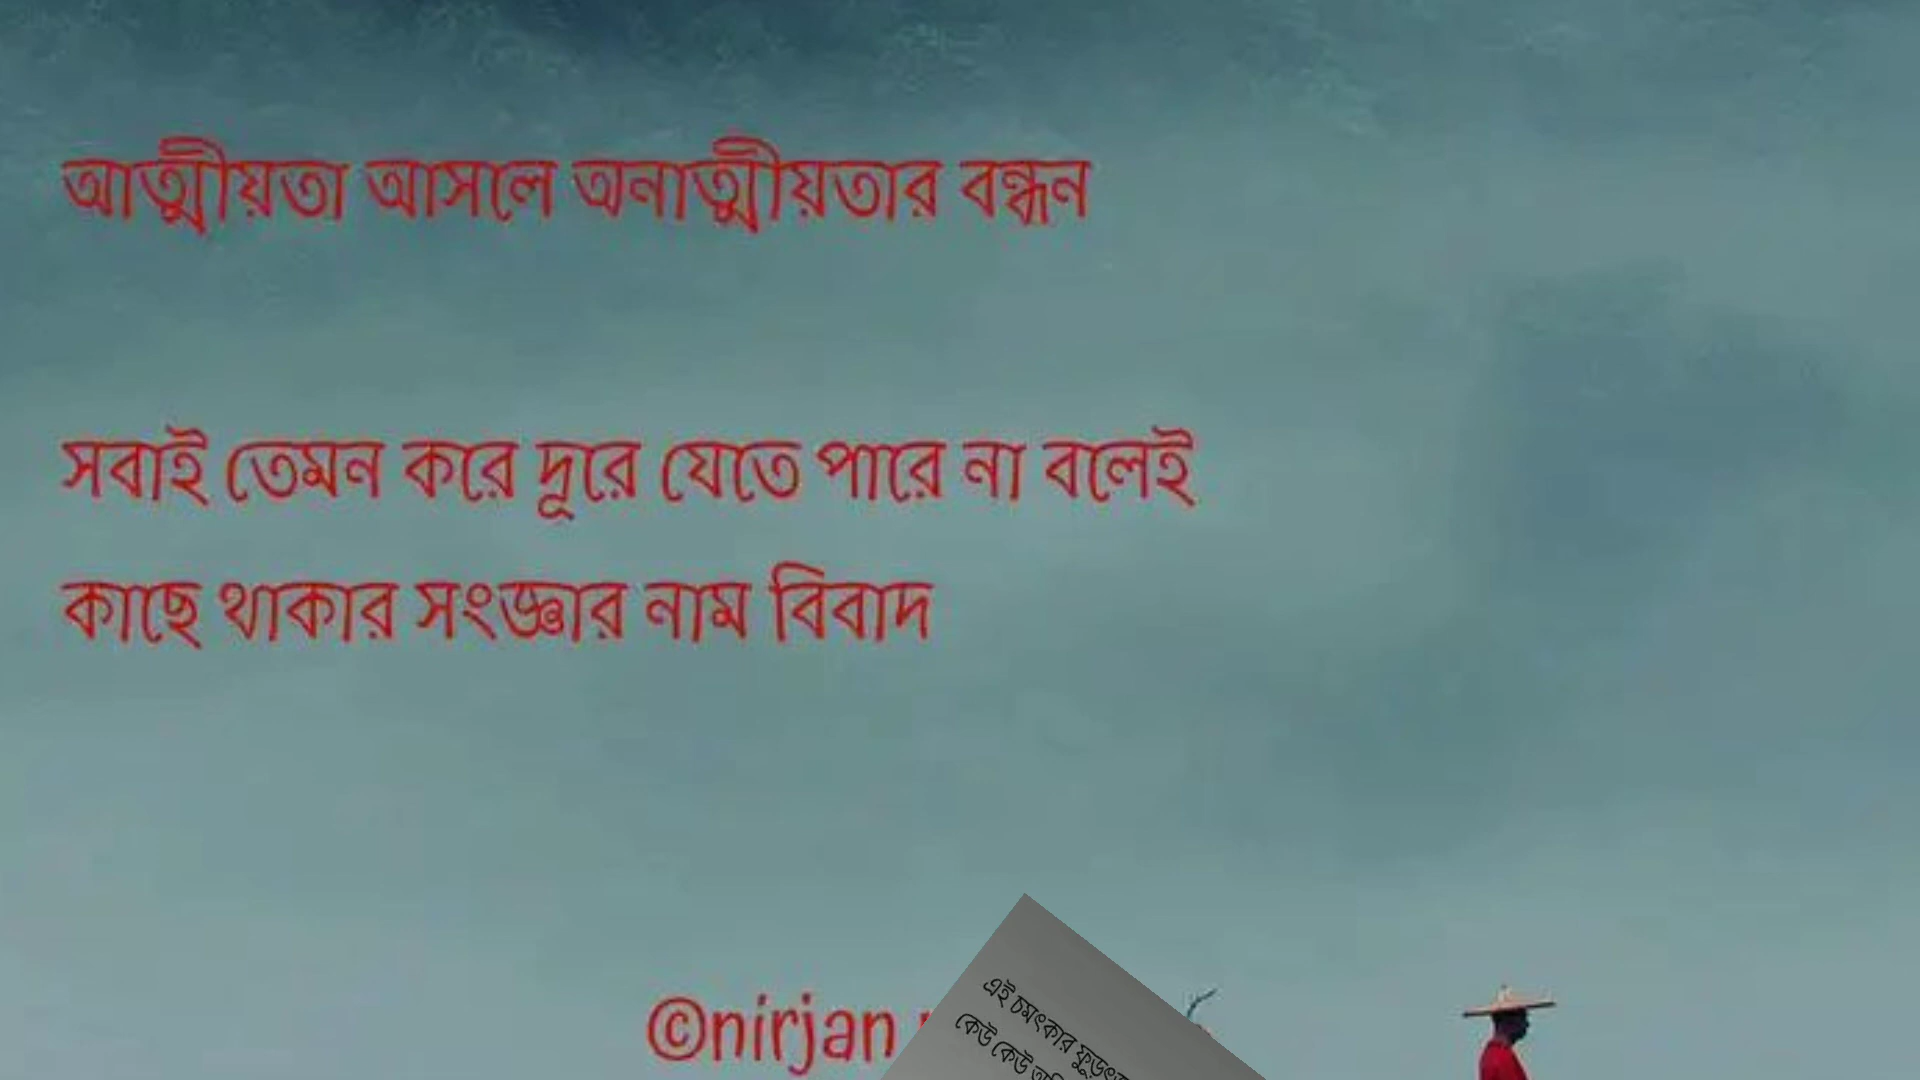 আত্মীয়তা আসলে অনাত্মীয়তার বন্ধন
সবাই তেমন করে দূরে যেতে পারে না বলেই
কাছে থাকার সংজ্ঞার নাম বিবাদ
©nirjan
এই চমৎকার
কেউ কেউ